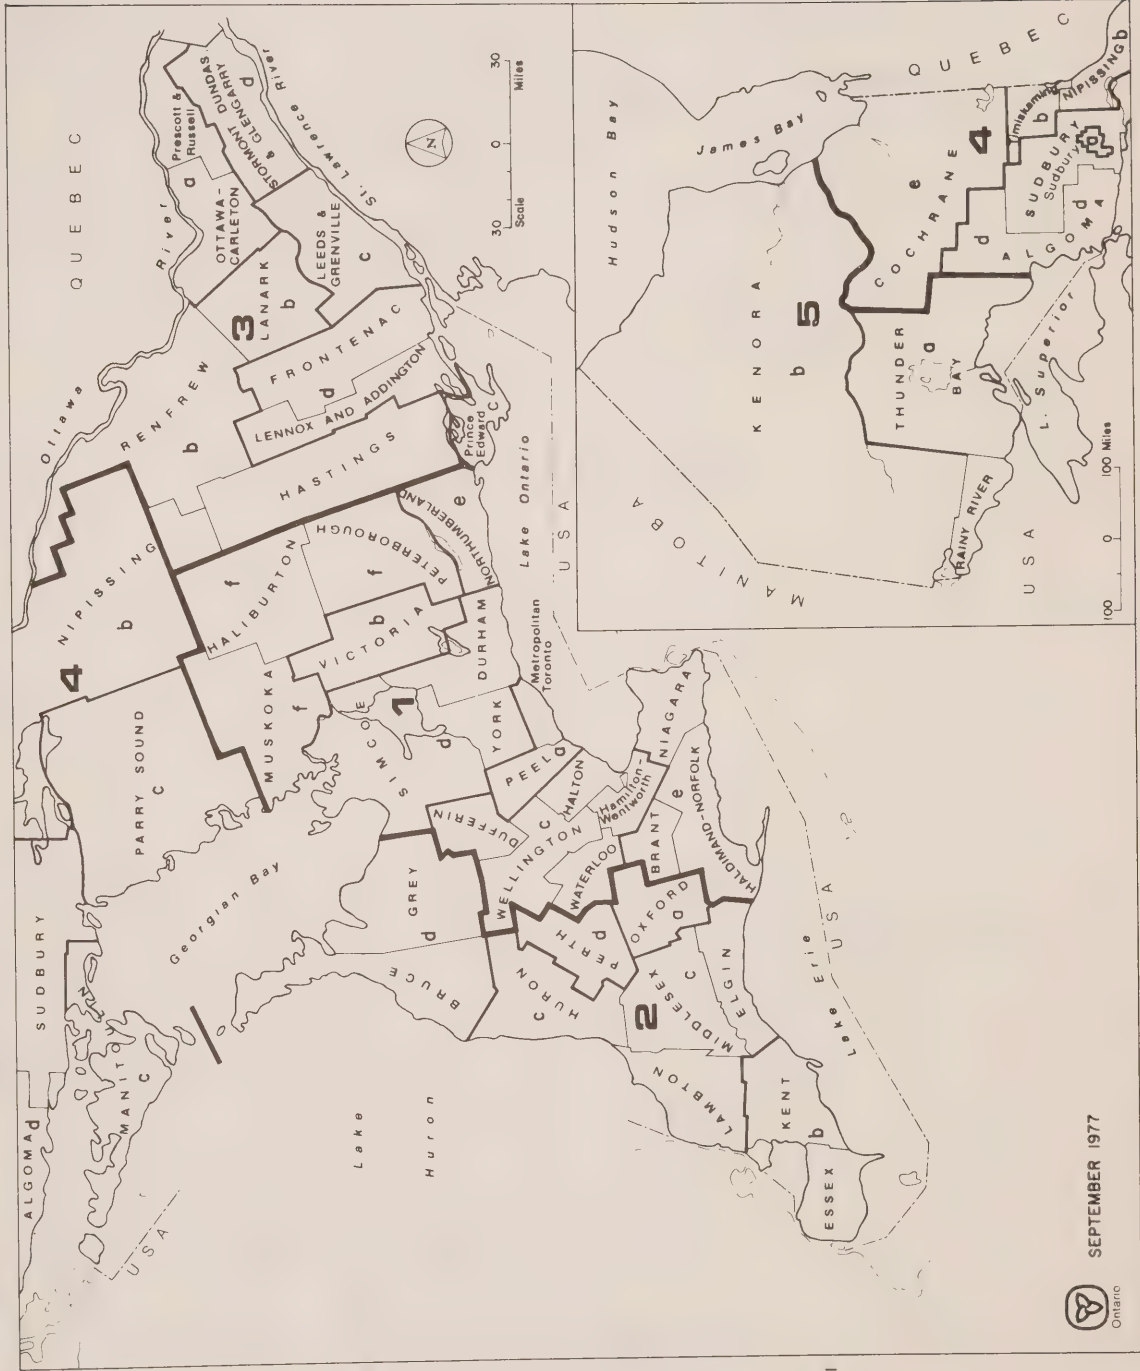 QUEBEC
Ottawa
River
Prescott &
Russell
a
OTTAWA-
CARLETON
STORMONT DUNDAS
& GLENGARRY
d
St. Lawrence River
LEEDS &
GRENVILLE
c
3
LANARK
b
RENFREW
b
FRONTENAC
d
LENNOX AND ADDINGTON
HASTINGS
Prince
Edward
C
N
30 0 30
Scale Miles
4
NIPISSING
b
PARRY SOUND
c
MUSKOKA
f
HALIBURTON
f
PETERBOROUGH
f
VICTORIA
b
NORTHUMBERLAND
e
DURHAM
Lake Ontario
USA
Metropolitan
Toronto
1
SIMCOE
d
YORK
PEEL
a
HALTON
DUFFERIN
WELLINGTON
c
Hamilton-
Wentworth
NIAGARA
WATERLOO
BRANT
e
HALDIMAND-NORFOLK
GREY
d
BRUCE
HURON
c
PERTH
d
OXFORD
a
2
MIDDLESEX
c
ELGIN
LAMBTON
KENT
b
ESSEX
Lake Erie
USA
Georgian Bay
SUDBURY
ALGOMA
d
MANITOULIN
c
USA
Lake
Huron
Hudson Bay
James Bay
QUEBEC
MANITOBA
KENORA
b
5
COCHRANE
e
4
Timiskaming
b
NIPISSING
b
SUDBURY
Sudbury
a
ALGOMA
d
d
THUNDER
a
BAY
L. Superior
RAINY RIVER
USA
100 0 100 Miles
Ontario
SEPTEMBER 1977